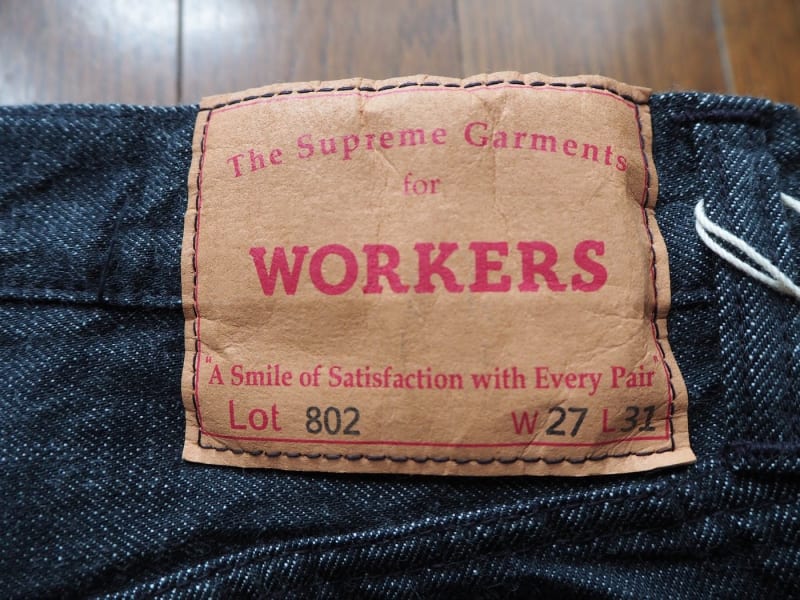 The Supreme Garments
for
WORKERS
"A Smile of Satisfaction with Every Pair"
Lot 802 W 27 L 31